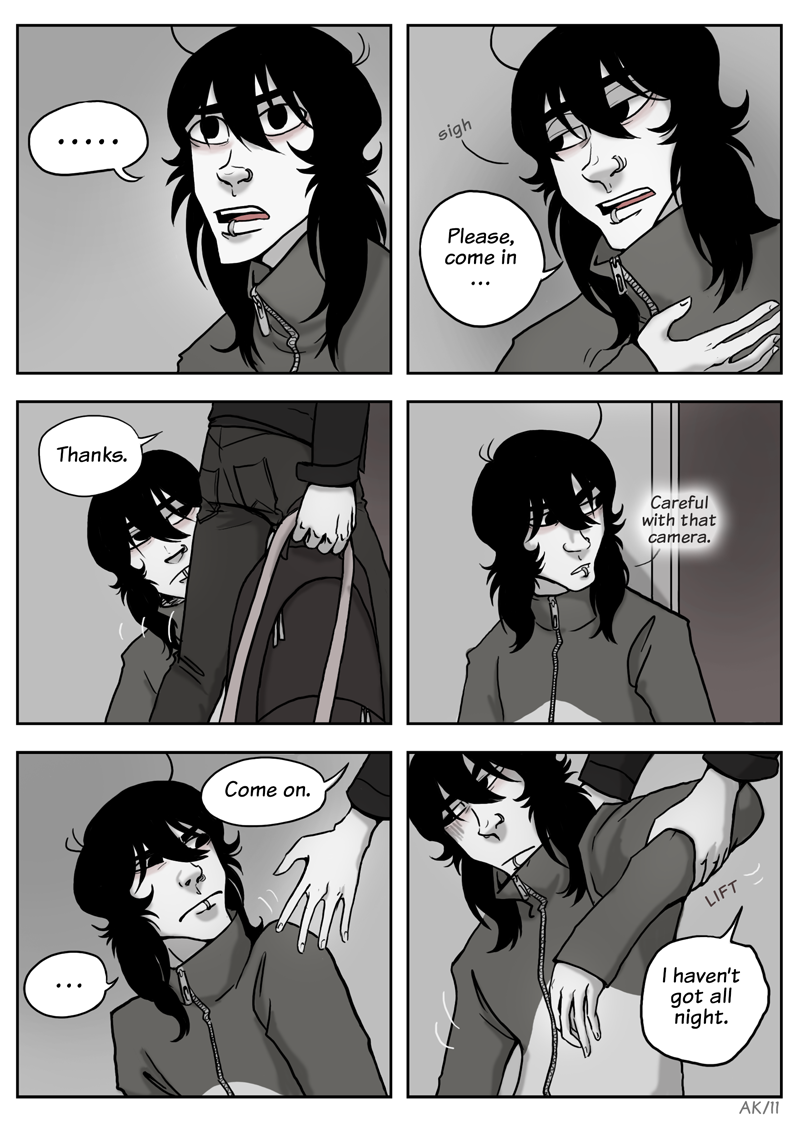 .....
sigh
Please,
come in
...
Thanks.
Careful
with that
camera.
Come on.
...
LIFT
I haven't
got all
night.
AK/11